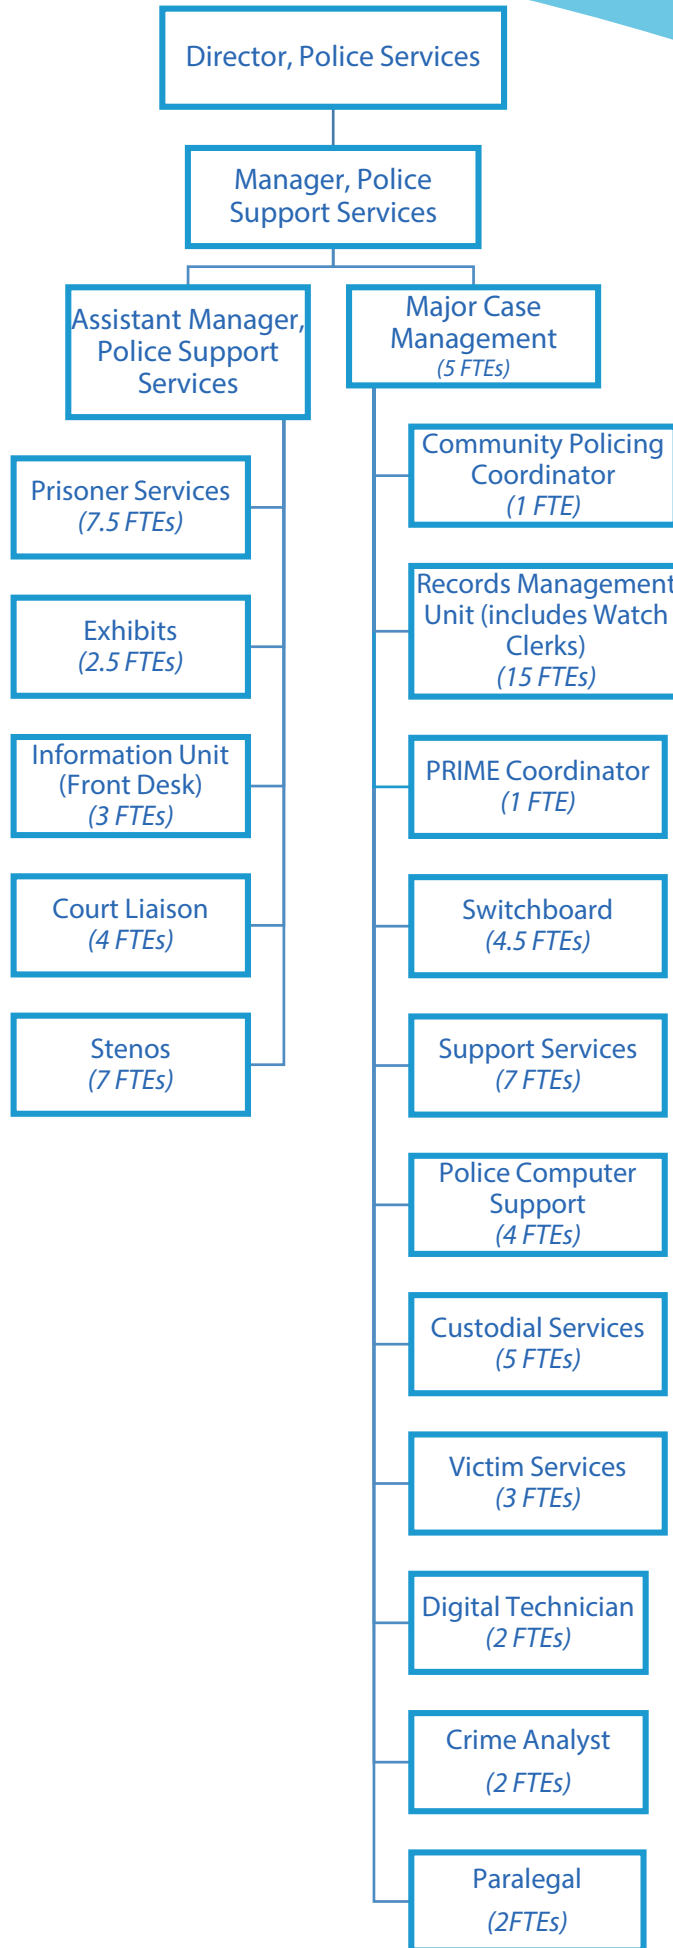 Director, Police Services
Manager, Police
Support Services
Assistant Manager,
Police Support
Services
Prisoner Services
(7.5 FTEs)
Exhibits
(2.5 FTEs)
Information Unit
(Front Desk)
(3 FTEs)
Court Liaison
(4 FTEs)
Stenos
(7 FTEs)
Major Case
Management
(5 FTEs)
Community Policing
Coordinator
(1 FTE)
Records Management
Unit (includes Watch
Clerks)
(15 FTEs)
PRIME Coordinator
(1 FTE)
Switchboard
(4.5 FTEs)
Support Services
(7 FTEs)
Police Computer
Support
(4 FTEs)
Custodial Services
(5 FTEs)
Victim Services
(3 FTEs)
Digital Technician
(2 FTEs)
Crime Analyst
(2 FTEs)
Paralegal
(2FTEs)